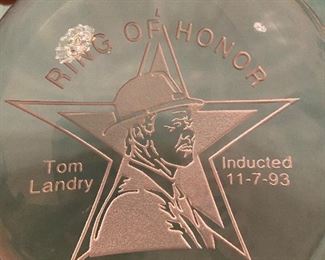 RING OF HONOR
Tom
Landry
Inducted
11-7-93